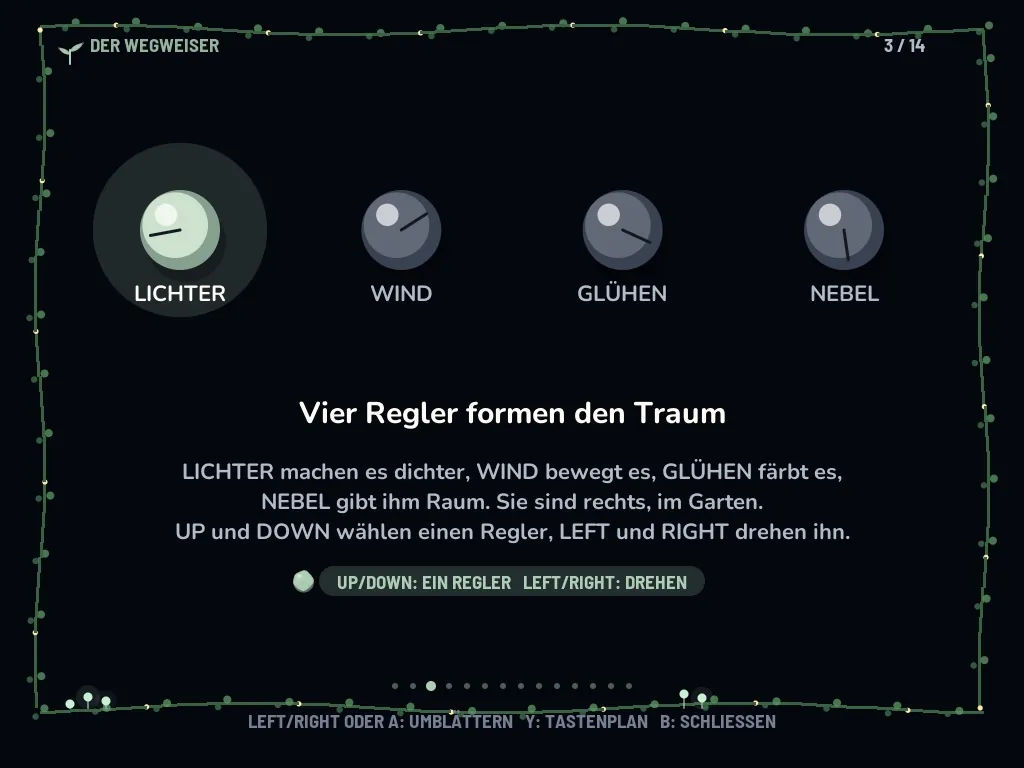 DER WEGWEISER
3 / 14
LICHTER
WIND
GLÜHEN
NEBEL
Vier Regler formen den Traum
LICHTER machen es dichter, WIND bewegt es, GLÜHEN färbt es,
NEBEL gibt ihm Raum. Sie sind rechts, im Garten.
UP und DOWN wählen einen Regler, LEFT und RIGHT drehen ihn.
UP/DOWN: EIN REGLER LEFT/RIGHT: DREHEN
LEFT/RIGHT ODER A: UMBLÄTTERN Y: TASTENPLAN B: SCHLIESSEN